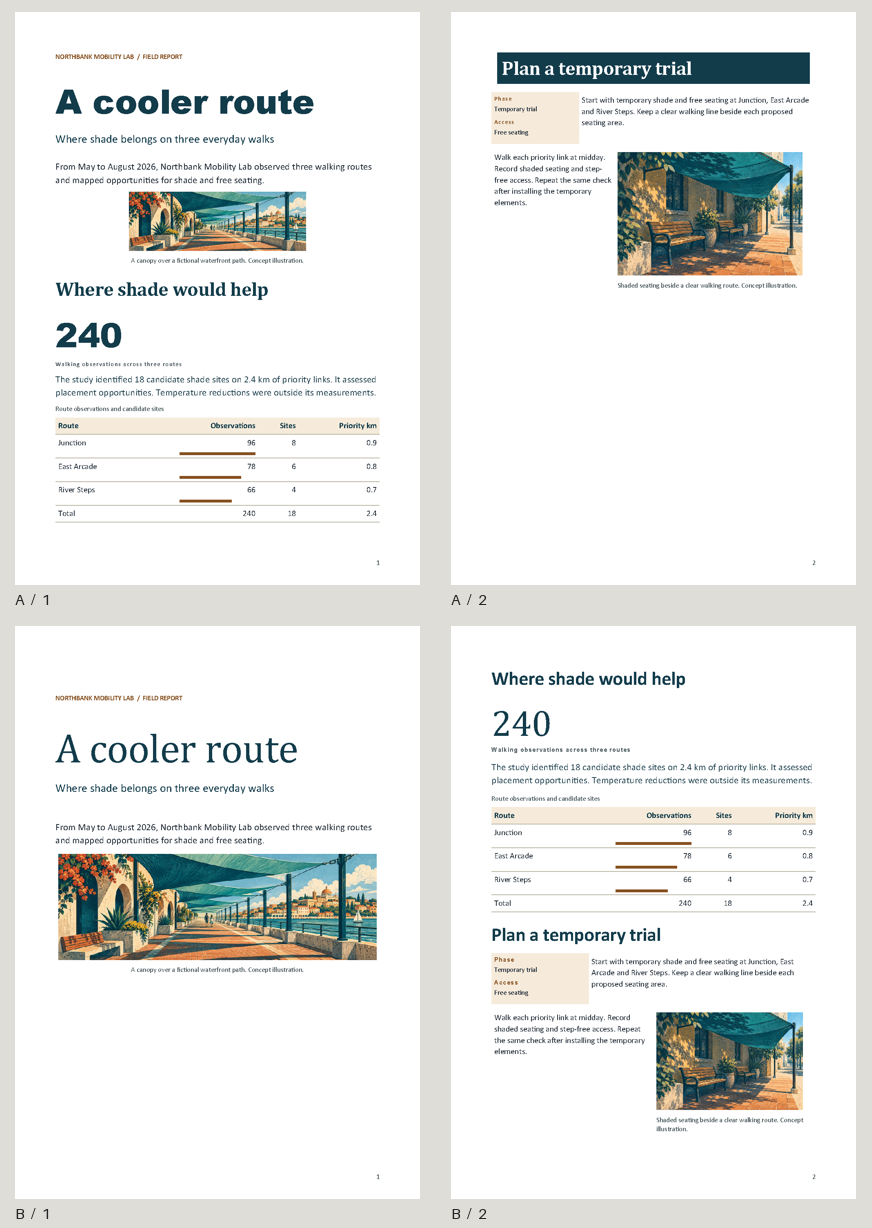 NORTHBANK MOBILITY LAB / FIELD REPORT
A cooler route
Where shade belongs on three everyday walks
From May to August 2026, Northbank Mobility Lab observed three walking routes
and mapped opportunities for shade and free seating.
A canopy over a fictional waterfront path. Concept illustration.
Where shade would help
240
Walking observations across three routes
The study identified 18 candidate shade sites on 2.4 km of priority links. It assessed
placement opportunities. Temperature reductions were outside its measurements.
Route observations and candidate sites
Route Observations Sites Priority km
Junction 96 8 0.9
East Arcade 78 6 0.8
River Steps 66 4 0.7
Total 240 18 2.4
1
A / 1
Plan a temporary trial
Phase
Temporary trial
Access
Free seating
Start with temporary shade and free seating at Junction, East Arcade
and River Steps. Keep a clear walking line beside each proposed
seating area.
Walk each priority link at midday.
Record shaded seating and step-
free access. Repeat the same check
after installing the temporary
elements.
Shaded seating beside a clear walking route. Concept illustration.
2
A / 2
NORTHBANK MOBILITY LAB / FIELD REPORT
A cooler route
Where shade belongs on three everyday walks
From May to August 2026, Northbank Mobility Lab observed three walking routes
and mapped opportunities for shade and free seating.
A canopy over a fictional waterfront path. Concept illustration.
1
B / 1
Where shade would help
240
Walking observations across three routes
The study identified 18 candidate shade sites on 2.4 km of priority links. It assessed
placement opportunities. Temperature reductions were outside its measurements.
Route observations and candidate sites
Route Observations Sites Priority km
Junction 96 8 0.9
East Arcade 78 6 0.8
River Steps 66 4 0.7
Total 240 18 2.4
Plan a temporary trial
Phase
Temporary trial
Access
Free seating
Start with temporary shade and free seating at Junction, East
Arcade and River Steps. Keep a clear walking line beside each
proposed seating area.
Walk each priority link at midday. Record
shaded seating and step-free access. Repeat
the same check after installing the temporary
elements.
Shaded seating beside a clear walking route. Concept
illustration.
2
B / 2